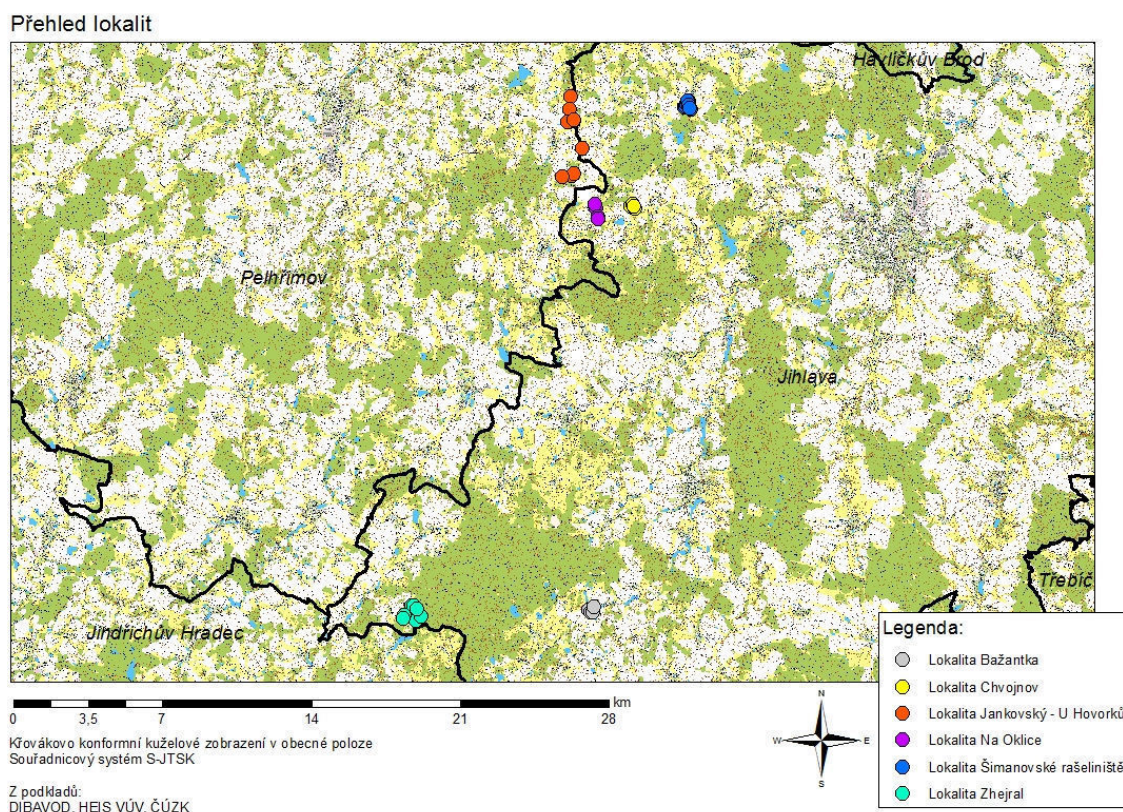 Přehled lokalit
Havlíčkův Brod
Pelhřimov
Jihlava
Třebíč
Jindřichův Hradec
Legenda:
Lokalita Bažantka
Lokalita Chvojnov
Lokalita Jankovský - U Hovorků
Lokalita Na Oklice
Lokalita Šimanovské rašeliniště
Lokalita Zhejral
km
0 3,5 7 14 21 28
N
W E
S
Křovákovo konformní kuželové zobrazení v obecné poloze
Souřadnicový systém S-JTSK
Z podkladů:
DIBAVOD, HEIS VÚV, ČÚZK